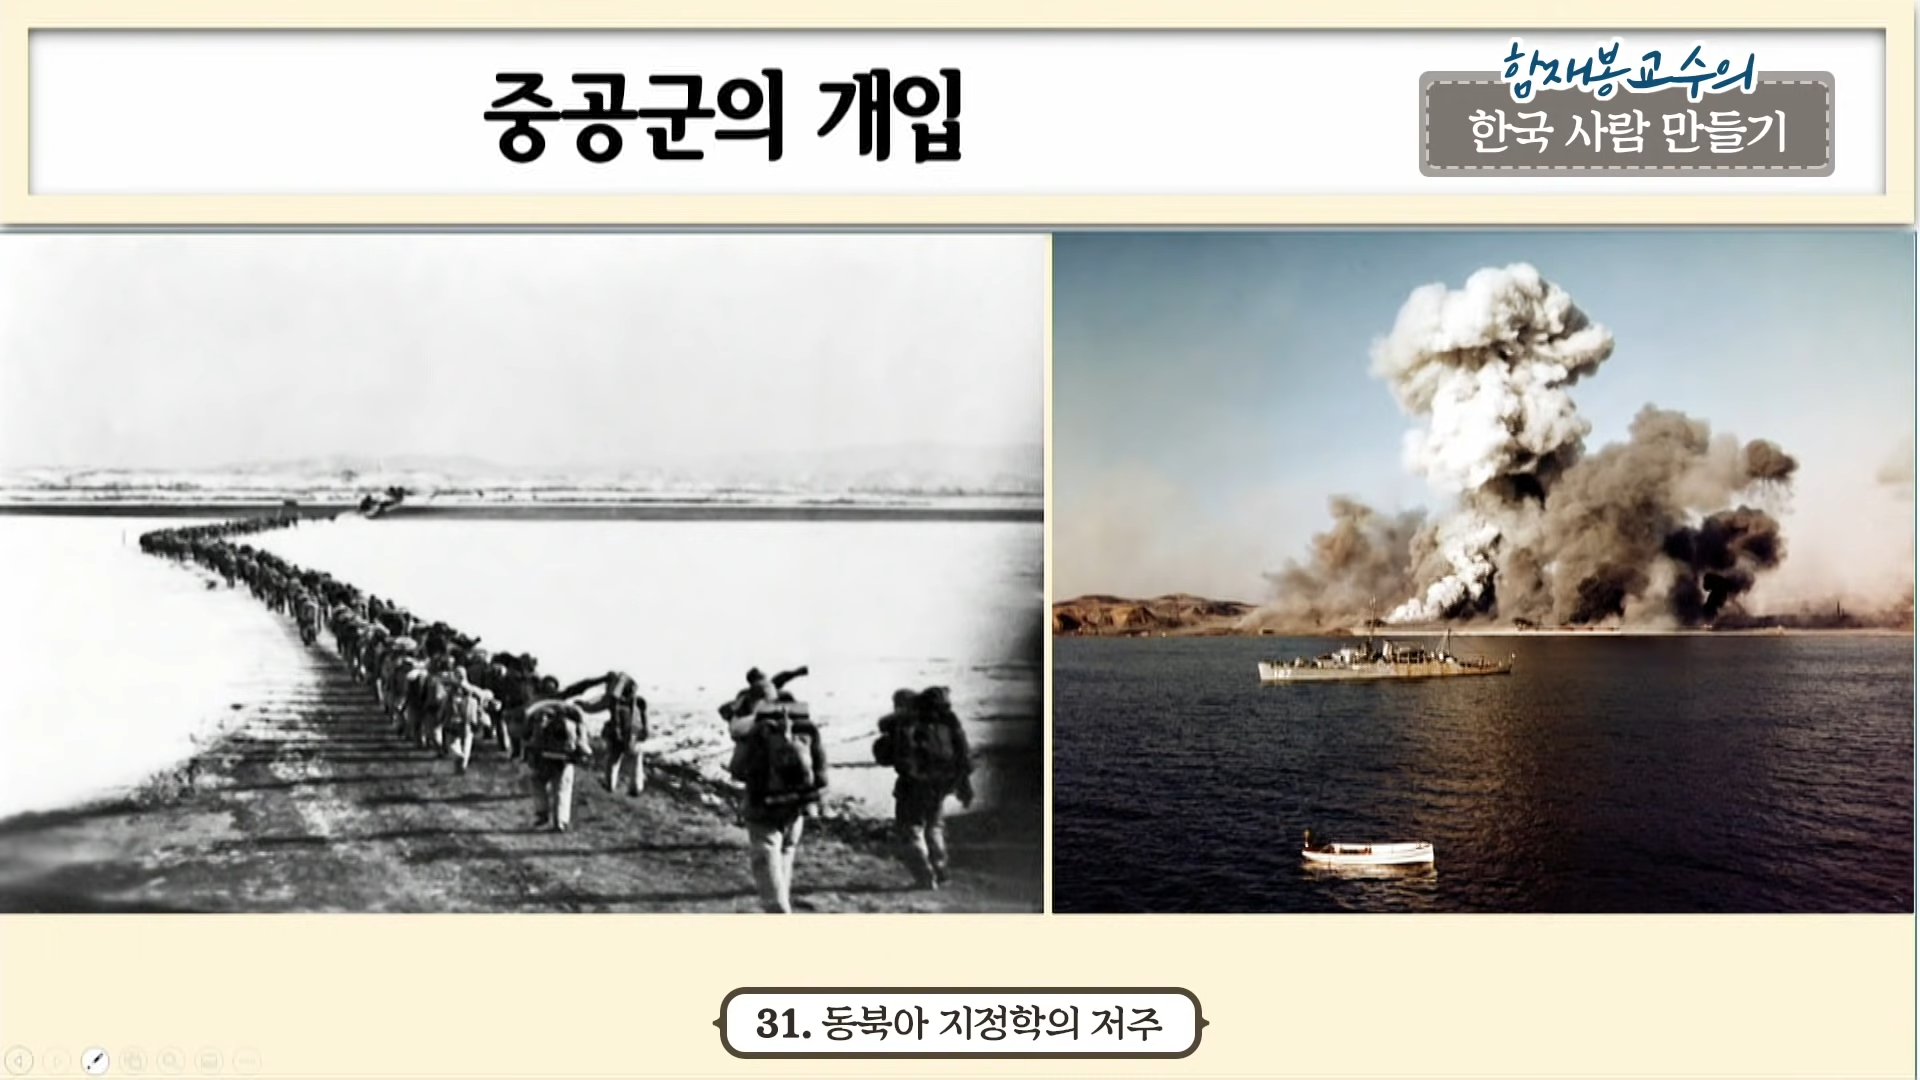 중공군의 개입
함재봉교수의
한국 사람 만들기
127
31. 동북아 지정학의 저주